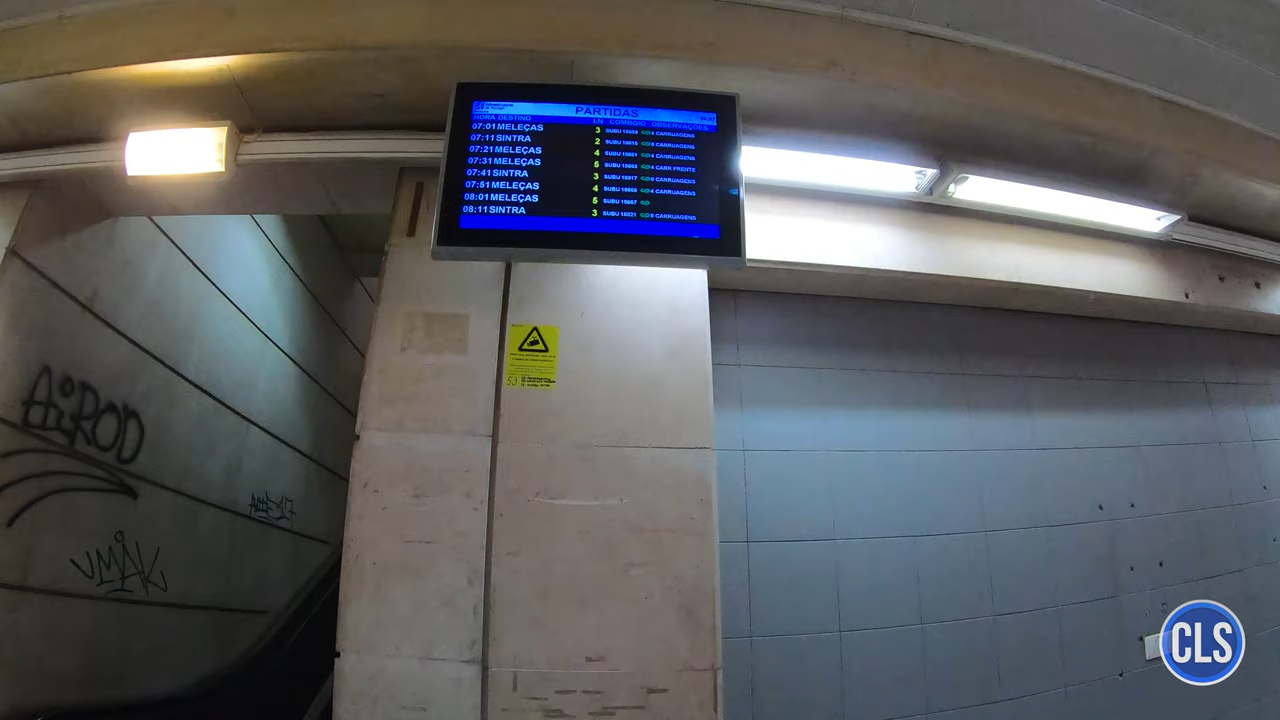 PARTIDAS
HORA DESTINO LN COMBOIO OBSERVAÇÕES
07:01 MELEÇAS 3 SUBU 4 CARRUAGENS
07:11 SINTRA 2 SUBU 8 CARRUAGENS
07:21 MELEÇAS 4 SUBU 4 CARRUAGENS
07:31 MELEÇAS 5 SUBU 4 CARR FRENTE
07:41 SINTRA 3 SUBU 8 CARRUAGENS
07:51 MELEÇAS 4 SUBU 4 CARRUAGENS
08:01 MELEÇAS 5 SUBU
08:11 SINTRA 3 SUBU 8 CARRUAGENS
53
AiROD
VMAK
CLS